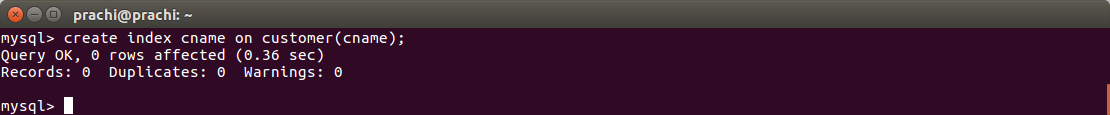 prachi@prachi: ~
mysql> create index cname on customer(cname);
Query OK, 0 rows affected (0.36 sec)
Records: 0  Duplicates: 0  Warnings: 0
mysql>